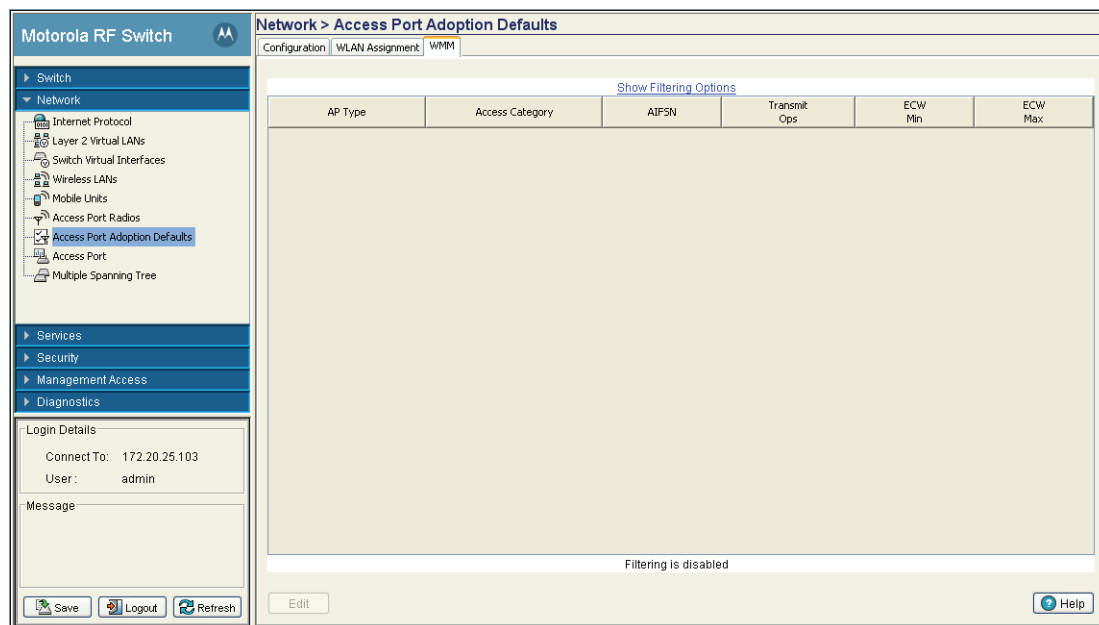 Motorola RF Switch
Switch
Network
Internet Protocol
Layer 2 Virtual LANs
Switch Virtual Interfaces
Wireless LANs
Mobile Units
Access Port Radios
Access Port Adoption Defaults
Access Port
Multiple Spanning Tree
Services
Security
Management Access
Diagnostics
Login Details
Connect To: 172.20.25.103
User : admin
Message
Save Logout Refresh
Network > Access Port Adoption Defaults
Configuration WLAN Assignment WMM
Show Filtering Options
AP Type Access Category AIFSN Transmit Ops ECW Min ECW Max
Filtering is disabled
Edit Help